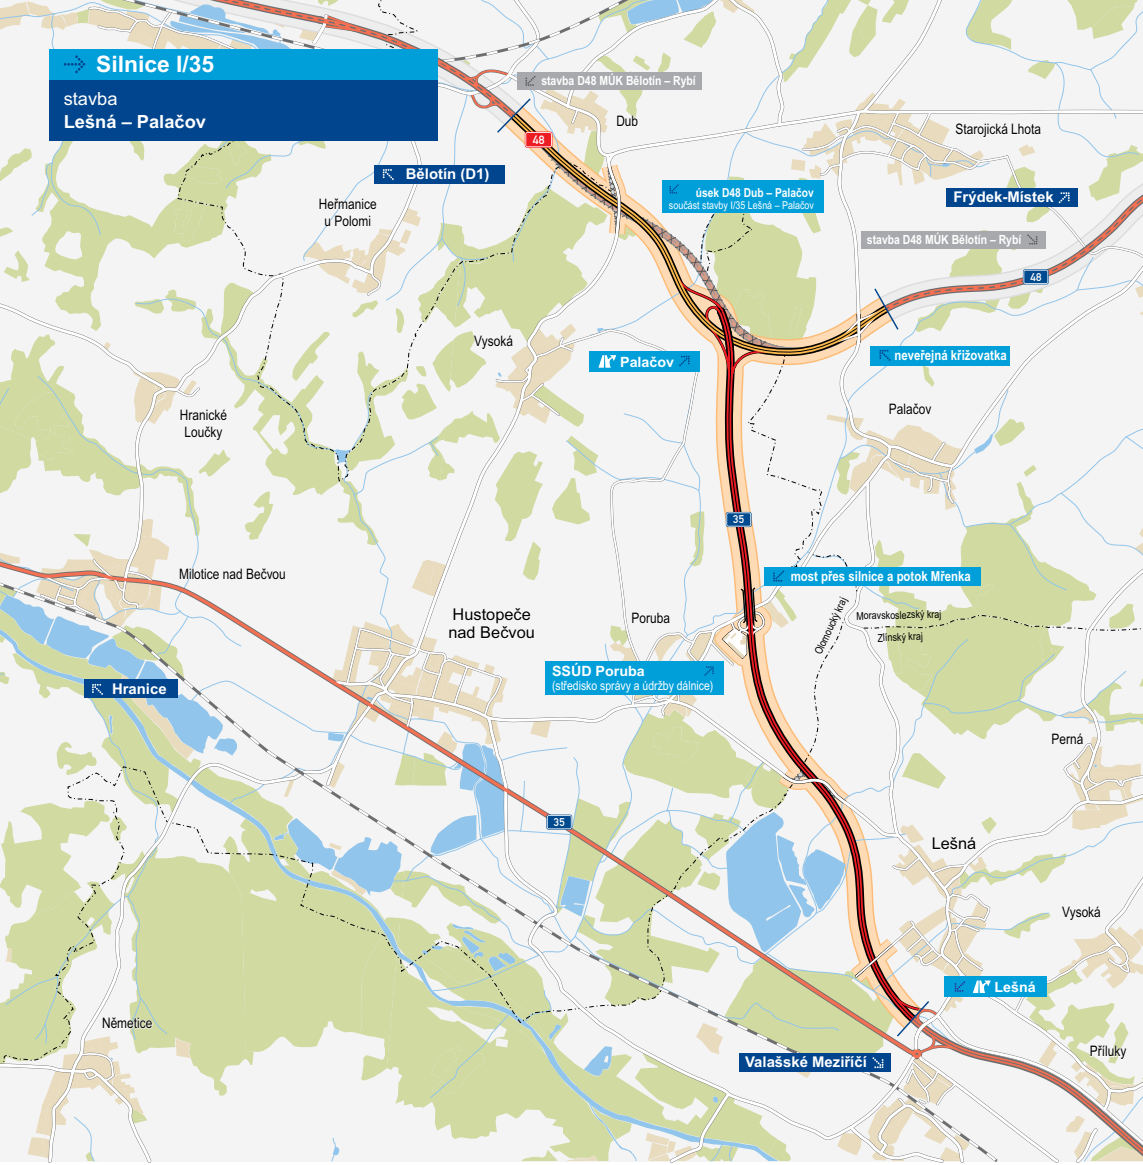 Silnice I/35
stavba
Lešná – Palačov
stavba D48 MÚK Bělotín – Rybí
Dub
48
Starojická Lhota
Bělotín (D1)
úsek D48 Dub – Palačov
součást stavby I/35 Lešná – Palačov
Frýdek-Místek
Heřmanice
u Polomi
stavba D48 MÚK Bělotín – Rybí
48
Vysoká
Palačov
neveřejná křižovatka
Hranické
Loučky
Palačov
35
Milotice nad Bečvou
most přes silnice a potok Mřenka
Hustopeče
nad Bečvou
Poruba
Olomoucký kraj
Moravskoslezský kraj
Zlínský kraj
SSÚD Poruba
(středisko správy a údržby dálnice)
Hranice
Perná
35
Lešná
Vysoká
Lešná
Němetice
Valašské Meziříčí
Příluky